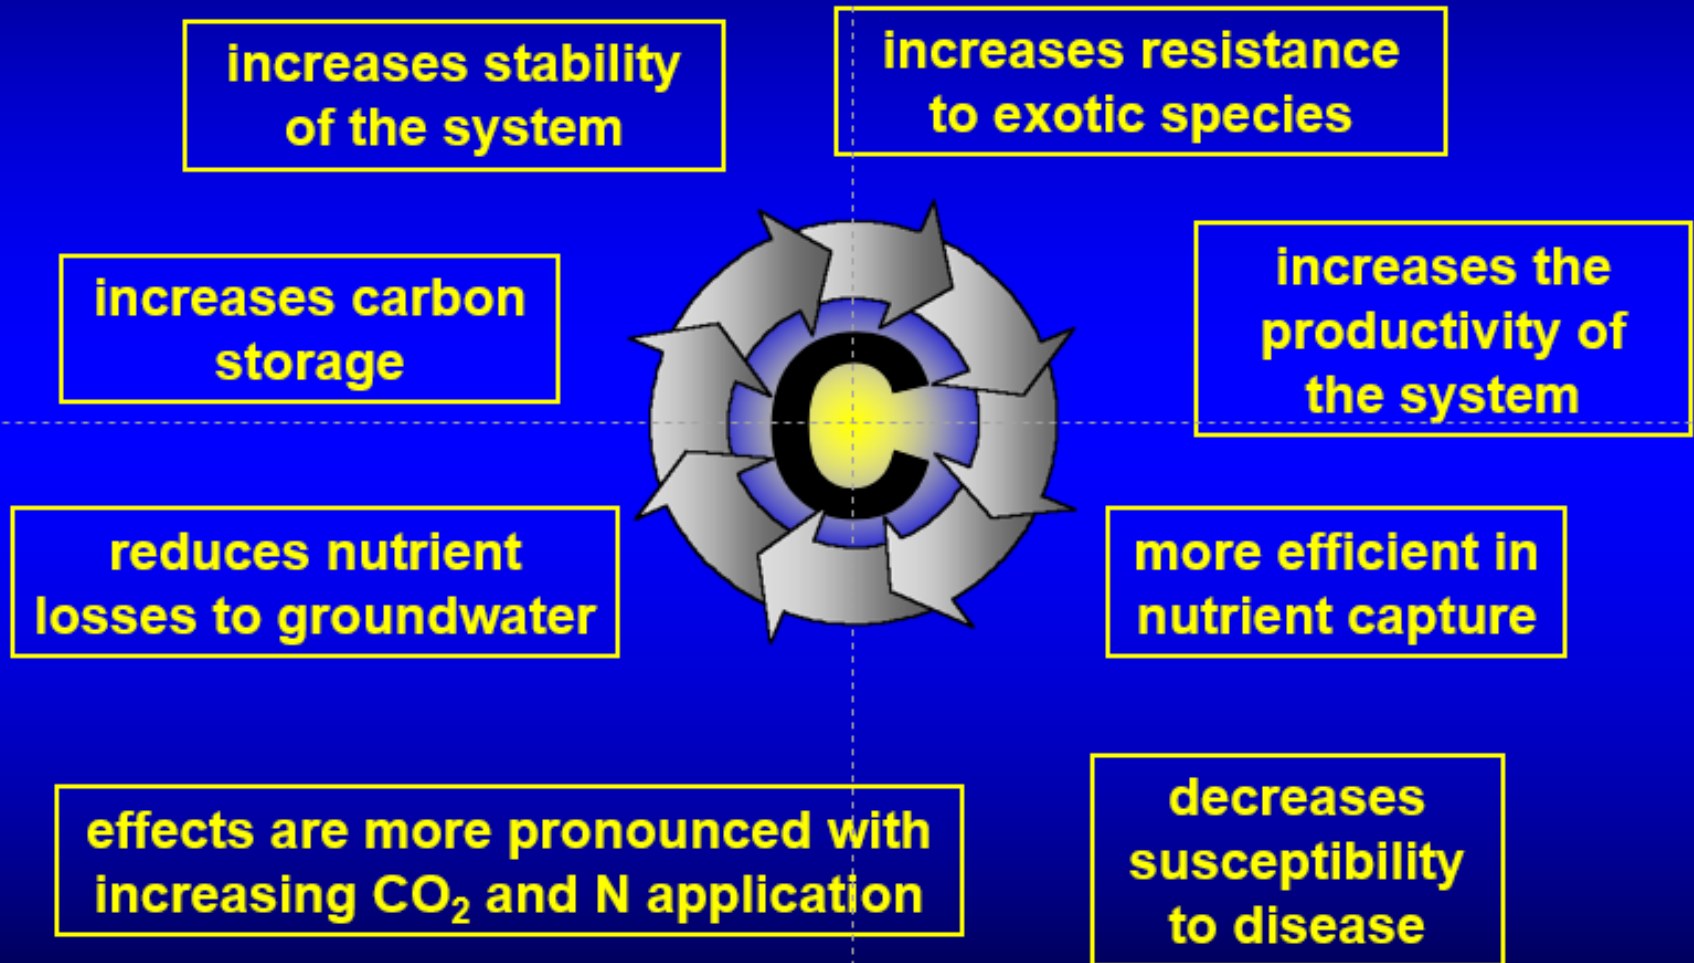 increases stability
of the system
increases resistance
to exotic species
increases carbon
storage
increases the
productivity of
the system
C
reduces nutrient
losses to groundwater
more efficient in
nutrient capture
effects are more pronounced with
increasing CO₂ and N application
decreases
susceptibility
to disease